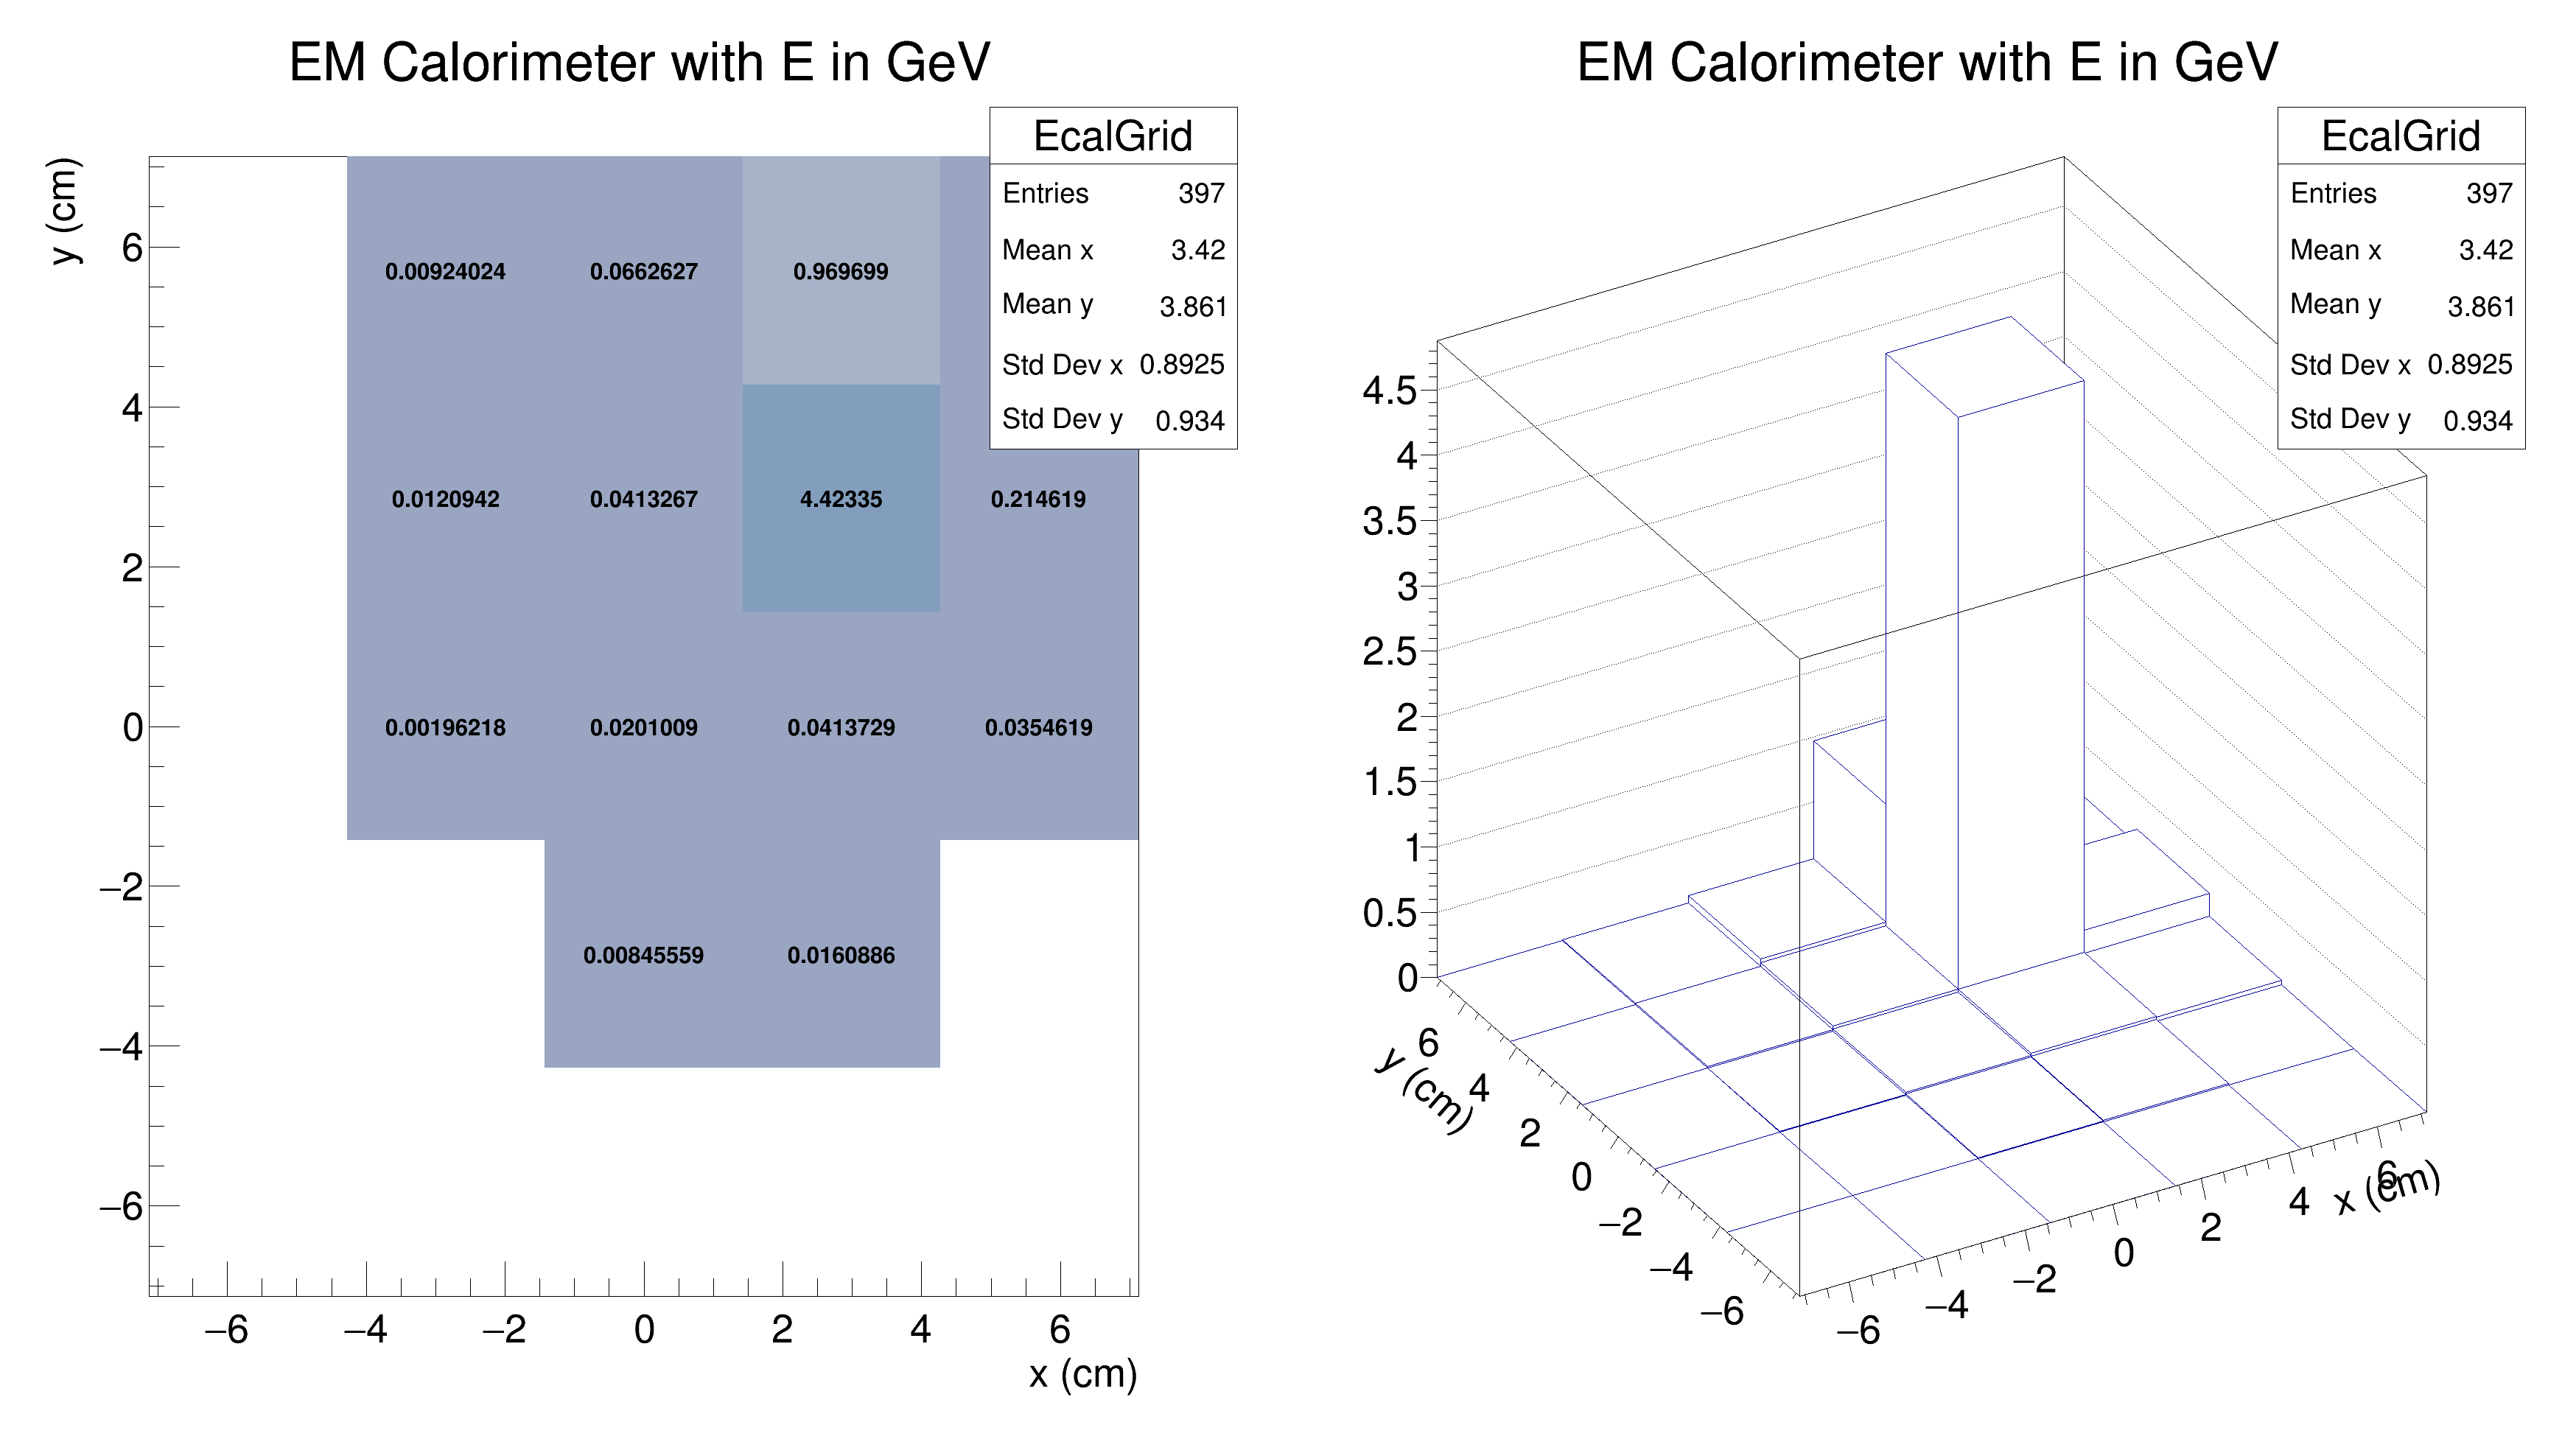 EM Calorimeter with E in GeV
EcalGrid
Entries 397
Mean x 3.42
Mean y 3.861
Std Dev x 0.8925
Std Dev y 0.934
y (cm)
6
4
2
0
−2
−4
−6
0.00924024 0.0662627 0.969699
0.0120942 0.0413267 4.42335 0.214619
0.00196218 0.0201009 0.0413729 0.0354619
0.00845559 0.0160886
−6 −4 −2 0 2 4 6
x (cm)
EM Calorimeter with E in GeV
EcalGrid
Entries 397
Mean x 3.42
Mean y 3.861
Std Dev x 0.8925
Std Dev y 0.934
4.5
4
3.5
3
2.5
2
1.5
1
0.5
0
y (cm)
6
4
2
0
−2
−4
−6
−6
−4
−2
0
2
4
6
x (cm)